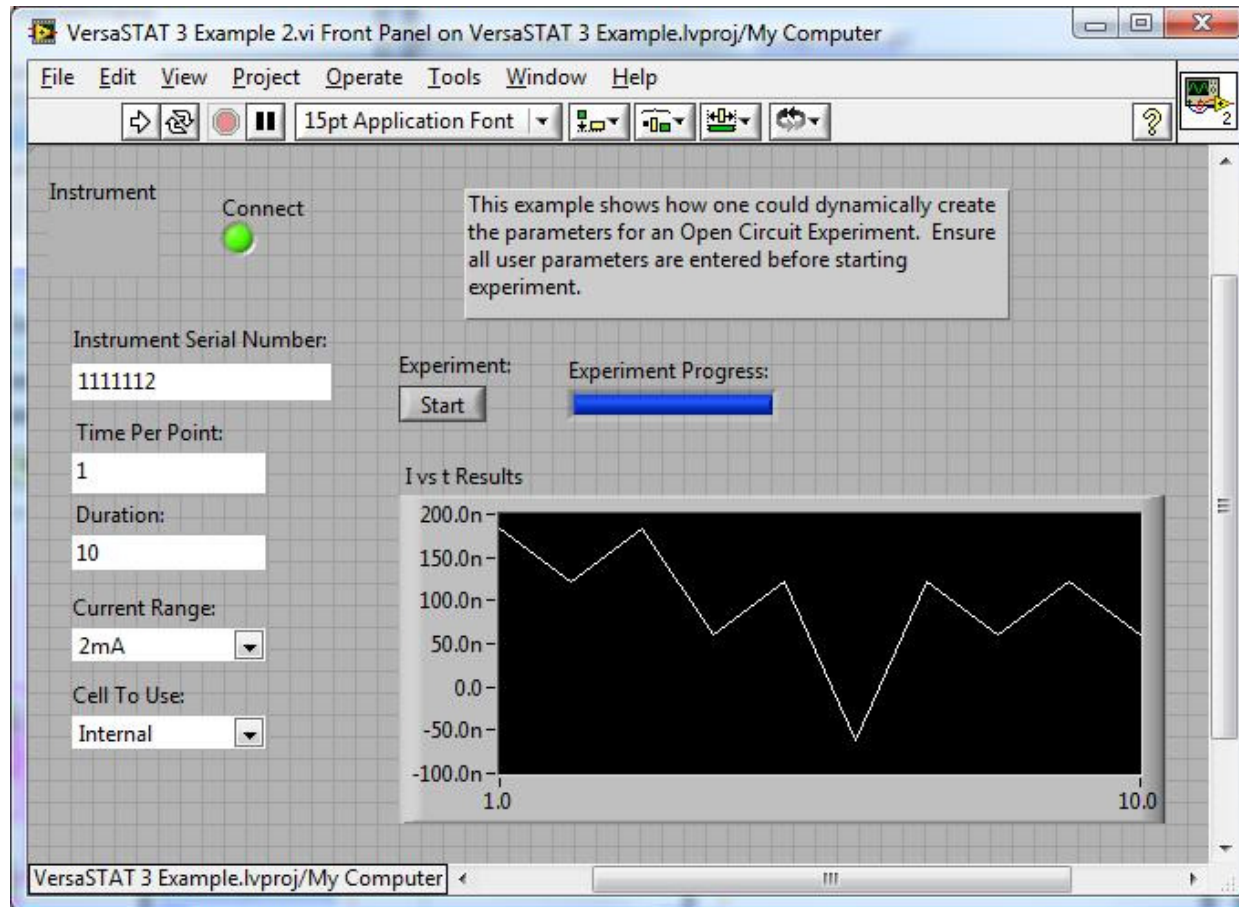 VersaSTAT 3 Example 2.vi Front Panel on VersaSTAT 3 Example.lvproj/My Computer
File Edit View Project Operate Tools Window Help
15pt Application Font
2
Instrument
Connect
This example shows how one could dynamically create
the parameters for an Open Circuit Experiment. Ensure
all user parameters are entered before starting
experiment.
Instrument Serial Number:
1111112
Experiment:
Start
Experiment Progress:
Time Per Point:
1
Duration:
10
Current Range:
2mA
Cell To Use:
Internal
I vs t Results
200.0n
150.0n
100.0n
50.0n
0.0
-50.0n
-100.0n
1.0 10.0
VersaSTAT 3 Example.lvproj/My Computer